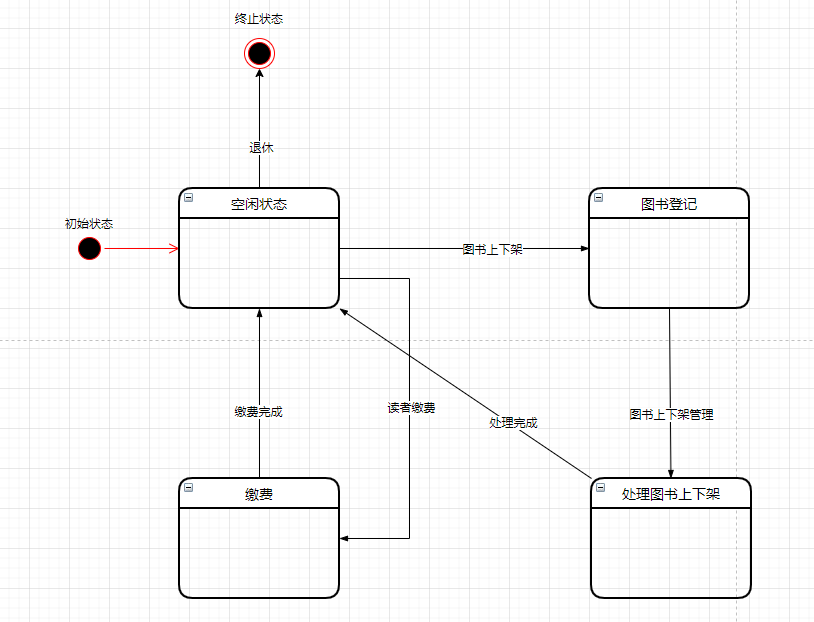 终止状态
退休
空闲状态
图书登记
初始状态
图书上下架
缴费完成
读者缴费
处理完成
图书上下架管理
缴费
处理图书上下架